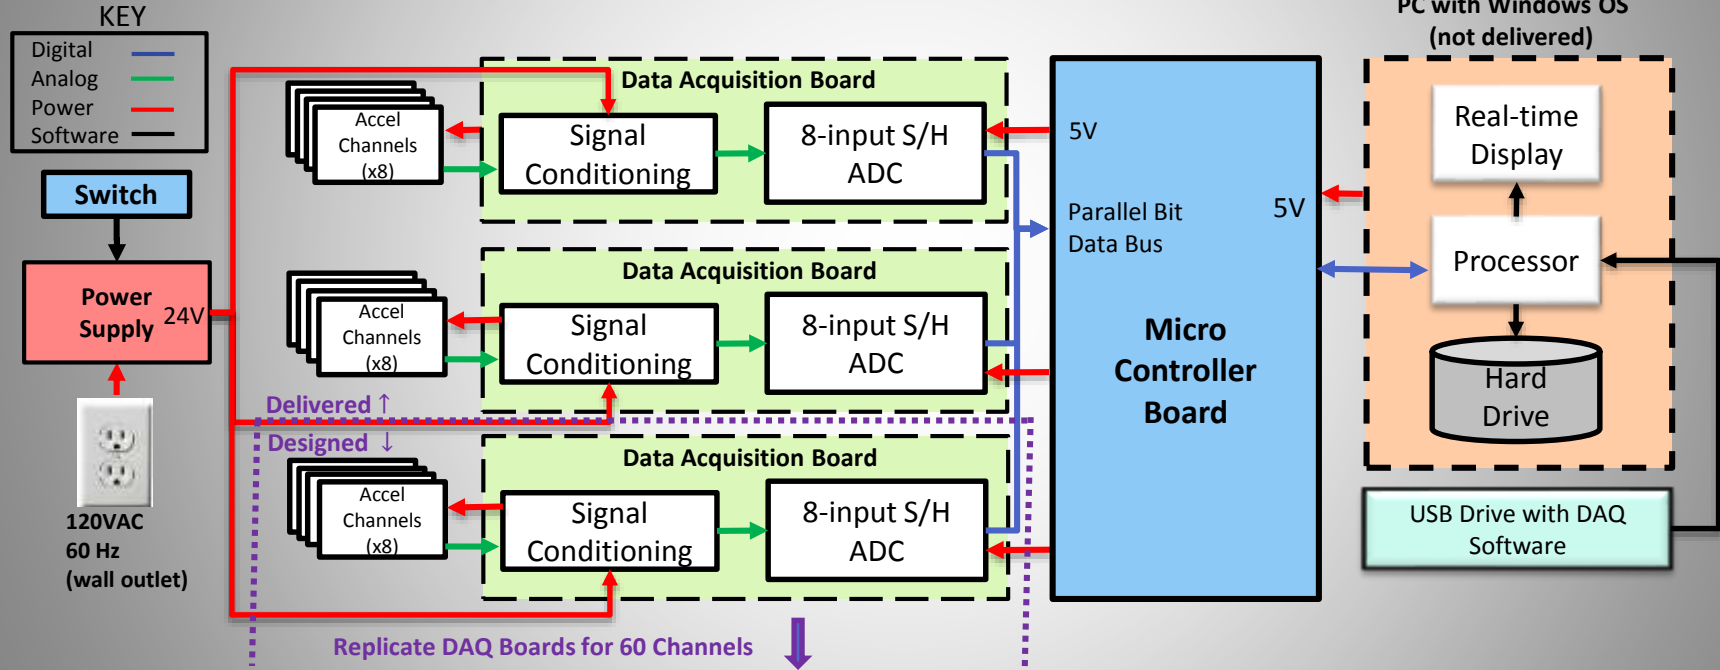 KEY
Digital
Analog
Power
Software
Switch
Power
Supply
24V
120VAC
60 Hz
(wall outlet)
Accel
Channels
(x8)
Data Acquisition Board
Signal
Conditioning
8-input S/H
ADC
Accel
Channels
(x8)
Data Acquisition Board
Signal
Conditioning
8-input S/H
ADC
Delivered ↑
Designed ↓
Accel
Channels
(x8)
Data Acquisition Board
Signal
Conditioning
8-input S/H
ADC
Replicate DAQ Boards for 60 Channels
5V
Parallel Bit
Data Bus
5V
Micro
Controller
Board
PC with Windows OS
(not delivered)
Real-time
Display
Processor
Hard
Drive
USB Drive with DAQ
Software